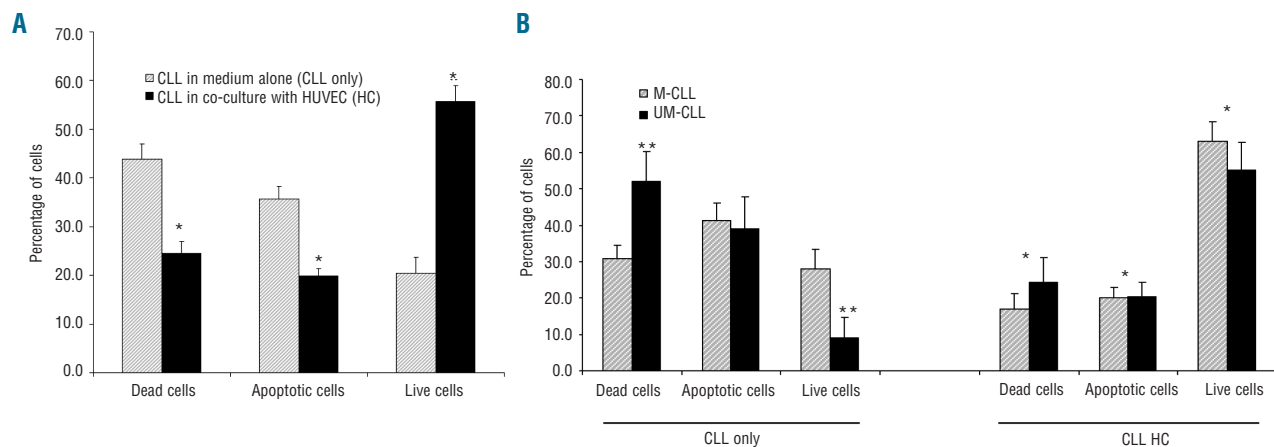 A
70.0
60.0
50.0
40.0
30.0
20.0
10.0
0.0
Percentage of cells
CLL in medium alone (CLL only)
CLL in co-culture with HUVEC (HC)
*
*
*
Dead cells Apoptotic cells Live cells
B
80.0
70.0
60.0
50.0
40.0
30.0
20.0
10.0
0.0
Percentage of cells
M-CLL
UM-CLL
**
**
*
*
*
Dead cells Apoptotic cells Live cells Dead cells Apoptotic cells Live cells
CLL only CLL HC